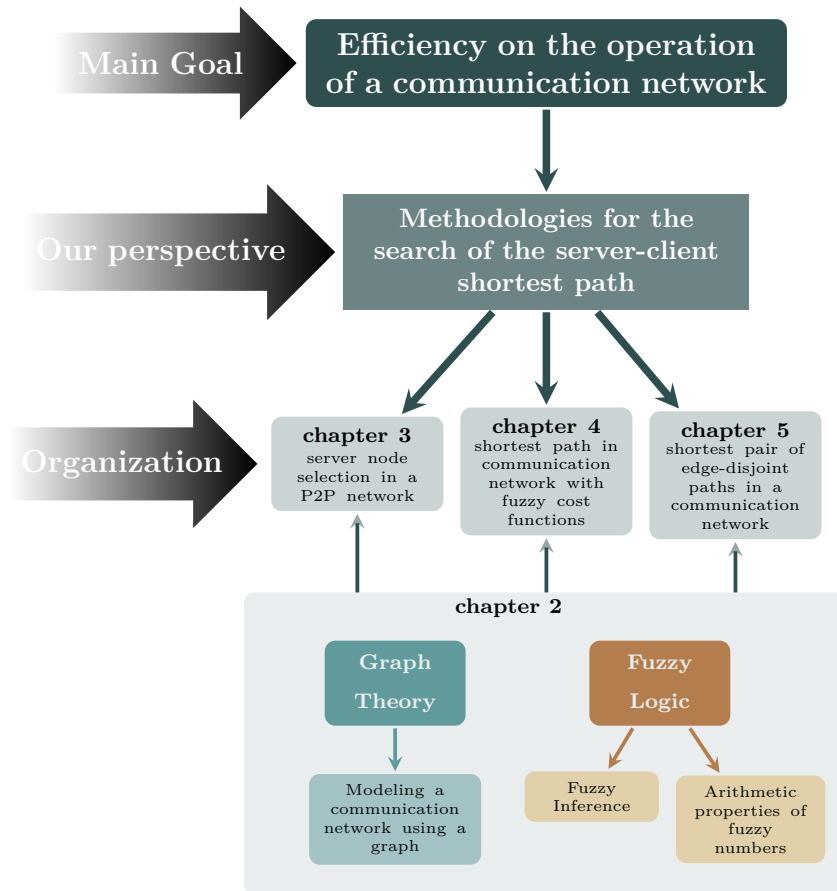 Main Goal
Efficiency on the operation
of a communication network
Our perspective
Methodologies for the
search of the server-client
shortest path
Organization
chapter 3
server node
selection in a
P2P network
chapter 4
shortest path in
communication
network with
fuzzy cost
functions
chapter 5
shortest pair of
edge-disjoint
paths in a
communication
network
chapter 2
Graph
Theory
Fuzzy
Logic
Modeling a
communication
network using a
graph
Fuzzy
Inference
Arithmetic
properties of
fuzzy
numbers